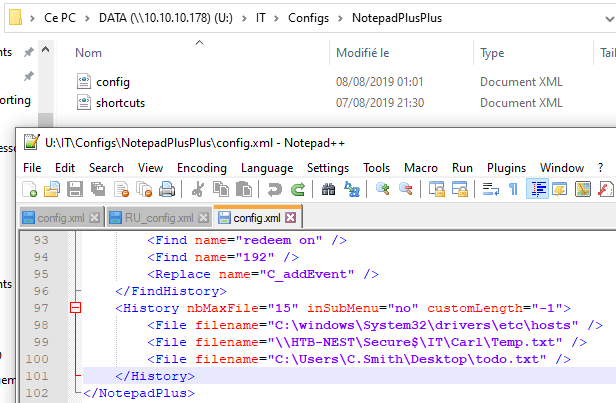 Ce PC > DATA (\\10.10.10.178) (U:) > IT > Configs > NotepadPlusPlus
Nom Modifié le Type Tail
config 08/08/2019 01:01 Document XML
shortcuts 07/08/2019 21:30 Document XML
nts
orting
esso
nts
)
gem
U:\IT\Configs\NotepadPlusPlus\config.xml - Notepad++
File Edit Search View Encoding Language Settings Tools Macro Run Plugins Window ?
config.xml RU_config.xml config.xml
93 <Find name="redeem on" />
94 <Find name="192" />
95 <Replace name="C_addEvent" />
96 </FindHistory>
97 <History nbMaxFile="15" inSubMenu="no" customLength="-1">
98 <File filename="C:\windows\System32\drivers\etc\hosts" />
99 <File filename="\\HTB-NEST\Secure$\IT\Carl\Temp.txt" />
100 <File filename="C:\Users\C.Smith\Desktop\todo.txt" />
101 </History>
102 </NotepadPlus>